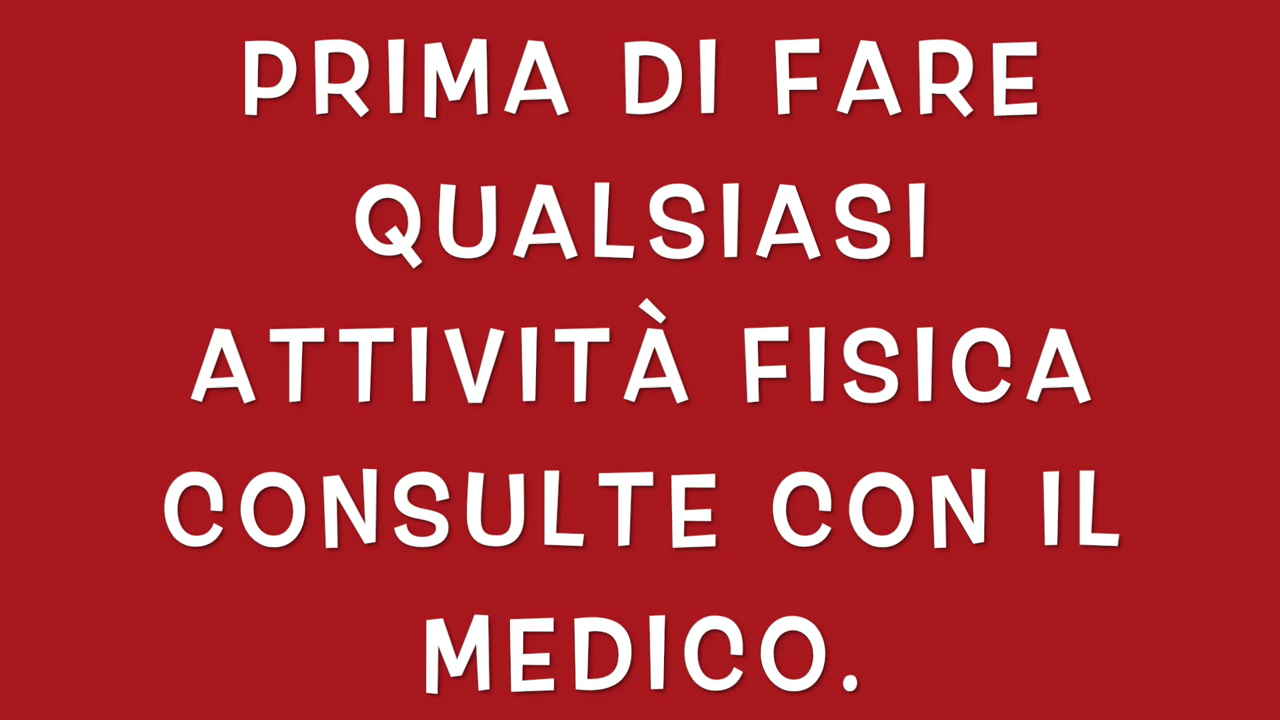 PRIMA DI FARE
QUALSIASI
ATTIVITÀ FISICA
CONSULTE CON IL
MEDICO.